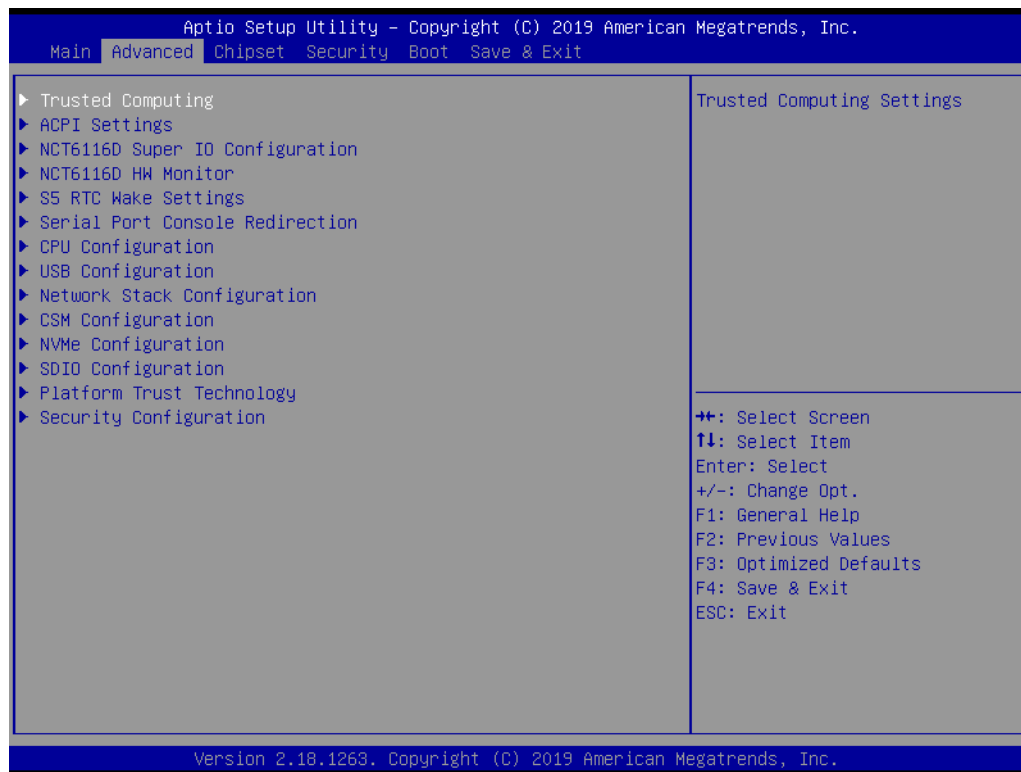 Aptio Setup Utility – Copyright (C) 2019 American Megatrends, Inc.
Main Advanced Chipset Security Boot Save & Exit
Trusted Computing
ACPI Settings
NCT6116D Super IO Configuration
NCT6116D HW Monitor
S5 RTC Wake Settings
Serial Port Console Redirection
CPU Configuration
USB Configuration
Network Stack Configuration
CSM Configuration
NVMe Configuration
SDIO Configuration
Platform Trust Technology
Security Configuration
Trusted Computing Settings
→←: Select Screen
↑↓: Select Item
Enter: Select
+/-: Change Opt.
F1: General Help
F2: Previous Values
F3: Optimized Defaults
F4: Save & Exit
ESC: Exit
Version 2.18.1263. Copyright (C) 2019 American Megatrends, Inc.